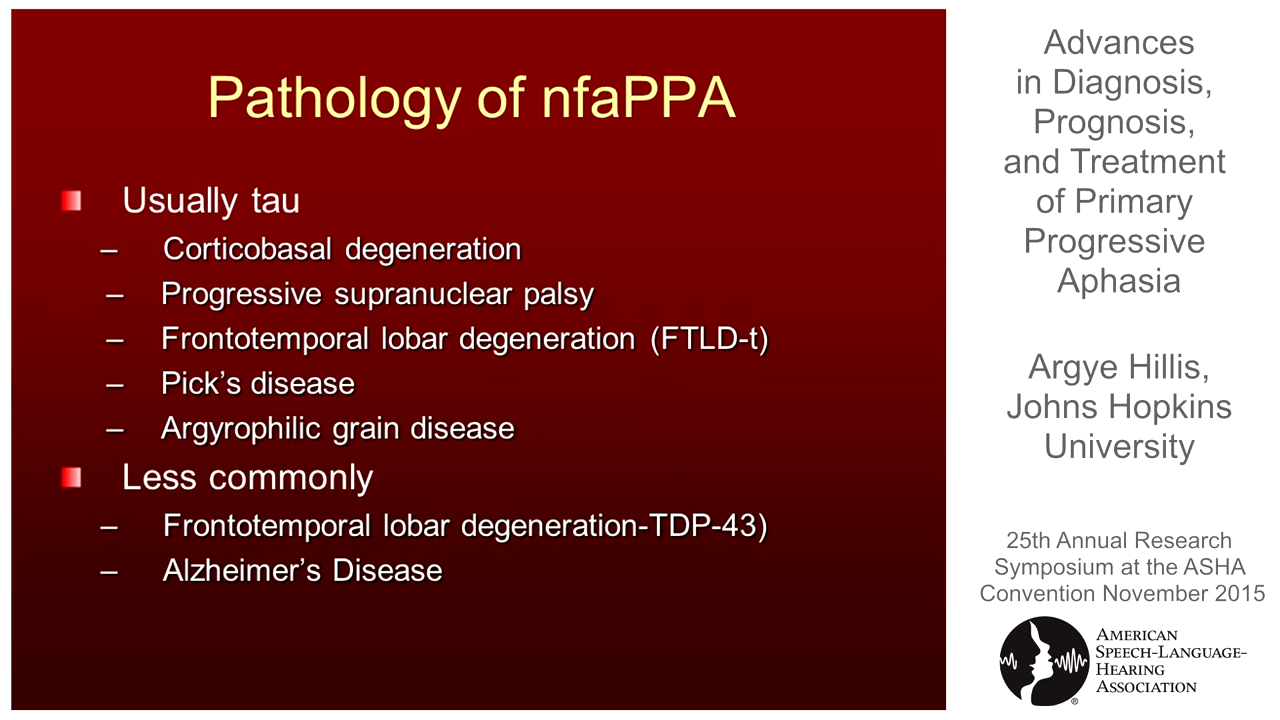 Pathology of nfaPPA
Usually tau
– Corticobasal degeneration
– Progressive supranuclear palsy
– Frontotemporal lobar degeneration (FTLD-t)
– Pick’s disease
– Argyrophilic grain disease
Less commonly
– Frontotemporal lobar degeneration-TDP-43)
– Alzheimer’s Disease
Advances
in Diagnosis,
Prognosis,
and Treatment
of Primary
Progressive
Aphasia
Argye Hillis,
Johns Hopkins
University
25th Annual Research
Symposium at the ASHA
Convention November 2015
AMERICAN
SPEECH-LANGUAGE-
HEARING
ASSOCIATION
®